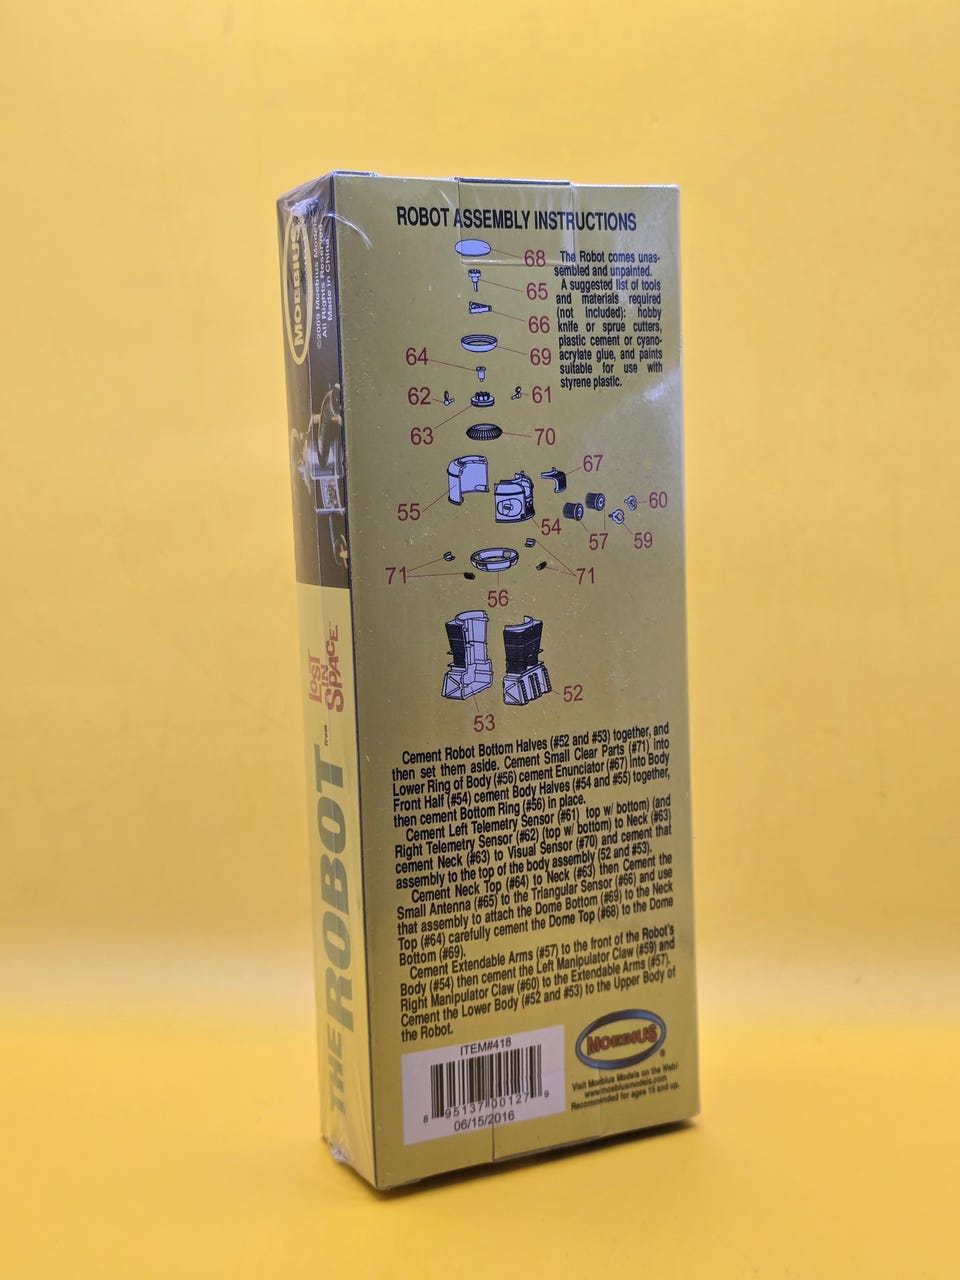 ROBOT ASSEMBLY INSTRUCTIONS
68
65
66
69
64
62
61
63
70
67
55
54
60
57
59
71
71
56
53
52
The Robot comes unas-
sembled and unpainted.
A suggested list of tools
and materials required
(not included): hobby
knife or sprue cutters,
plastic cement or cyano-
acrylate glue, and paints
suitable for use with
styrene plastic.
Cement Robot Bottom Halves (#52 and #53) together, and
then set them aside. Cement Small Clear Parts (#71) into
Lower Ring of Body (#56) cement Enunciator (#67) into Body
Front Half (#54) cement Body Halves (#54 and #55) together,
then cement Bottom Ring (#56) in place.
Cement Left Telemetry Sensor (#61) top w/ bottom) (and
Right Telemetry Sensor (#62) (top w/ bottom) to Neck (#63)
cement Neck (#63) to Visual Sensor (#70) and cement that
assembly to the top of the body assembly (52 and #53).
Cement Neck Top (#64) to Neck (#63) then Cement the
Small Antenna (#65) to the Triangular Sensor (#66) and use
that assembly to attach the Dome Bottom (#69) to the Neck
Top (#64) carefully cement the Dome Top (#68) to the Dome
Bottom (#69).
Cement Extendable Arms (#57) to the front of the Robot's
Body (#54) then cement the Left Manipulator Claw (#59) and
Right Manipulator Claw (#60) to the Extendable Arms (#57).
Cement the Lower Body (#52 and #53) to the Upper Body of
the Robot.
ITEM#418
8 95137 00127 9
06/15/2016
MOEBIUS
®
Visit Moebius Models on the Web!
www.moebiusmodels.com
Recommended for ages 15 and up.
MOEBIUS
©2009 Moebius Models
All Rights Reserved.
Made in China.
THE ROBOT
from
LOST
IN
SPACE™